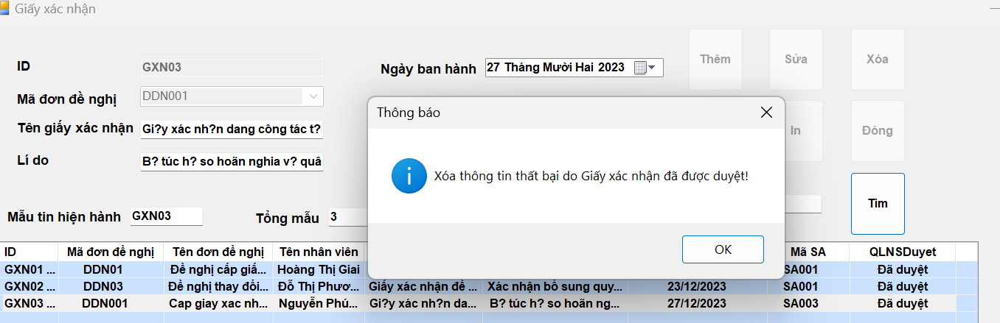 Giấy xác nhận
ID GXN03 Ngày ban hành 27 Tháng Mười Hai 2023 Thêm Sửa Xóa
Mã đơn đề nghị DDN001
Thông báo
Tên giấy xác nhận Gi?y xác nh?n dang công tác t? In Đóng
Lí do B? túc h? so hoãn nghia v? quâ
Xóa thông tin thất bại do Giấy xác nhận đã được duyệt!
Tìm
Mẫu tin hiện hành GXN03 Tổng mẫu 3
OK
ID Mã đơn đề nghị Tên đơn đề nghị Tên nhân viên Mã SA QLNSDuyet
GXN01 ... DDN01 Đề nghị cấp giấ... Hoàng Thị Giai SA001 Đã duyệt
GXN02 ... DDN03 Đề nghị thay đổi... Đỗ Thị Phươ... Giấy xác nhận đề ... Xác nhận bổ sung quy... 23/12/2023 SA001 Đã duyệt
GXN03 ... DDN001 Cap giay xac nh... Nguyễn Phú... Gi?y xác nh?n da... B? túc h? so hoãn ng... 27/12/2023 SA003 Đã duyệt